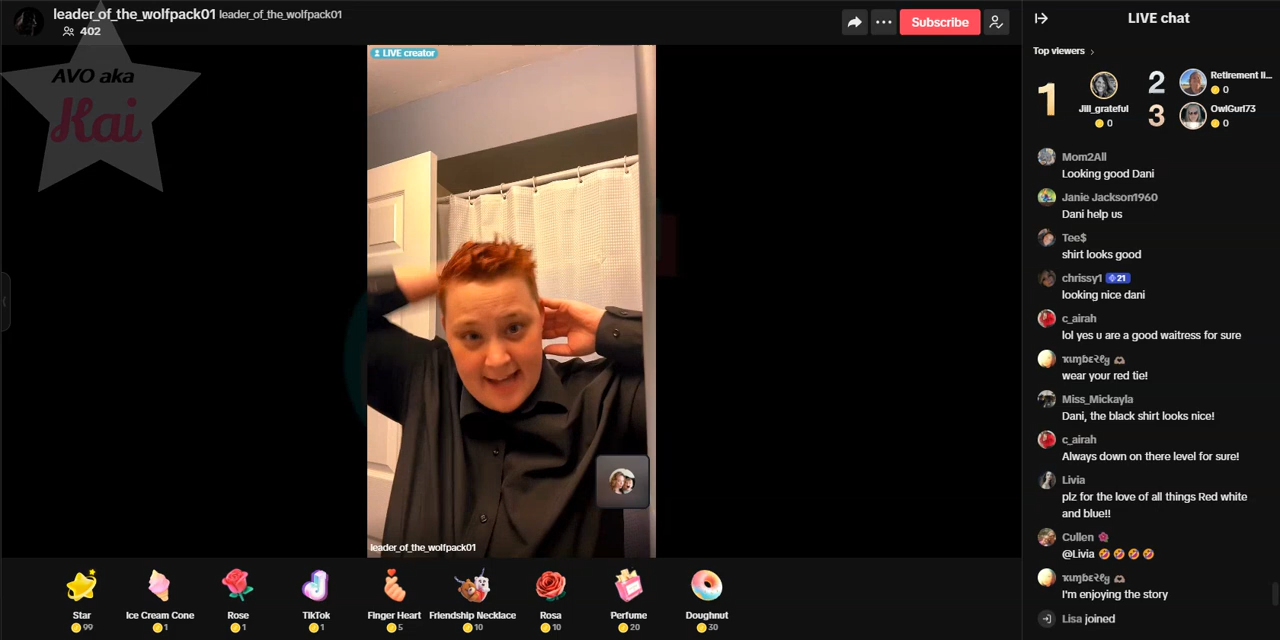 leader_of_the_wolfpack01 leader_of_the_wolfpack01
402
Subscribe
AVO aka
Kai
LIVE creator
leader_of_the_wolfpack01
Star
99
Ice Cream Cone
1
Rose
1
TikTok
1
Finger Heart
5
Friendship Necklace
10
Rosa
10
Perfume
20
Doughnut
30
LIVE chat
Top viewers
1
Jill_grateful
0
2
Retirement li...
0
3
OwlGurl73
0
Mom2All
Looking good Dani
Janie Jackson1960
Dani help us
Tee$
shirt looks good
chrissy1 21
looking nice dani
c_airah
lol yes u are a good waitress for sure
wear your red tie!
Miss_Mickayla
Dani, the black shirt looks nice!
c_airah
Always down on there level for sure!
Livia
plz for the love of all things Red white
and blue!!
Cullen
@Livia 🤣 🤣 🤣 🤣
I'm enjoying the story
Lisa joined